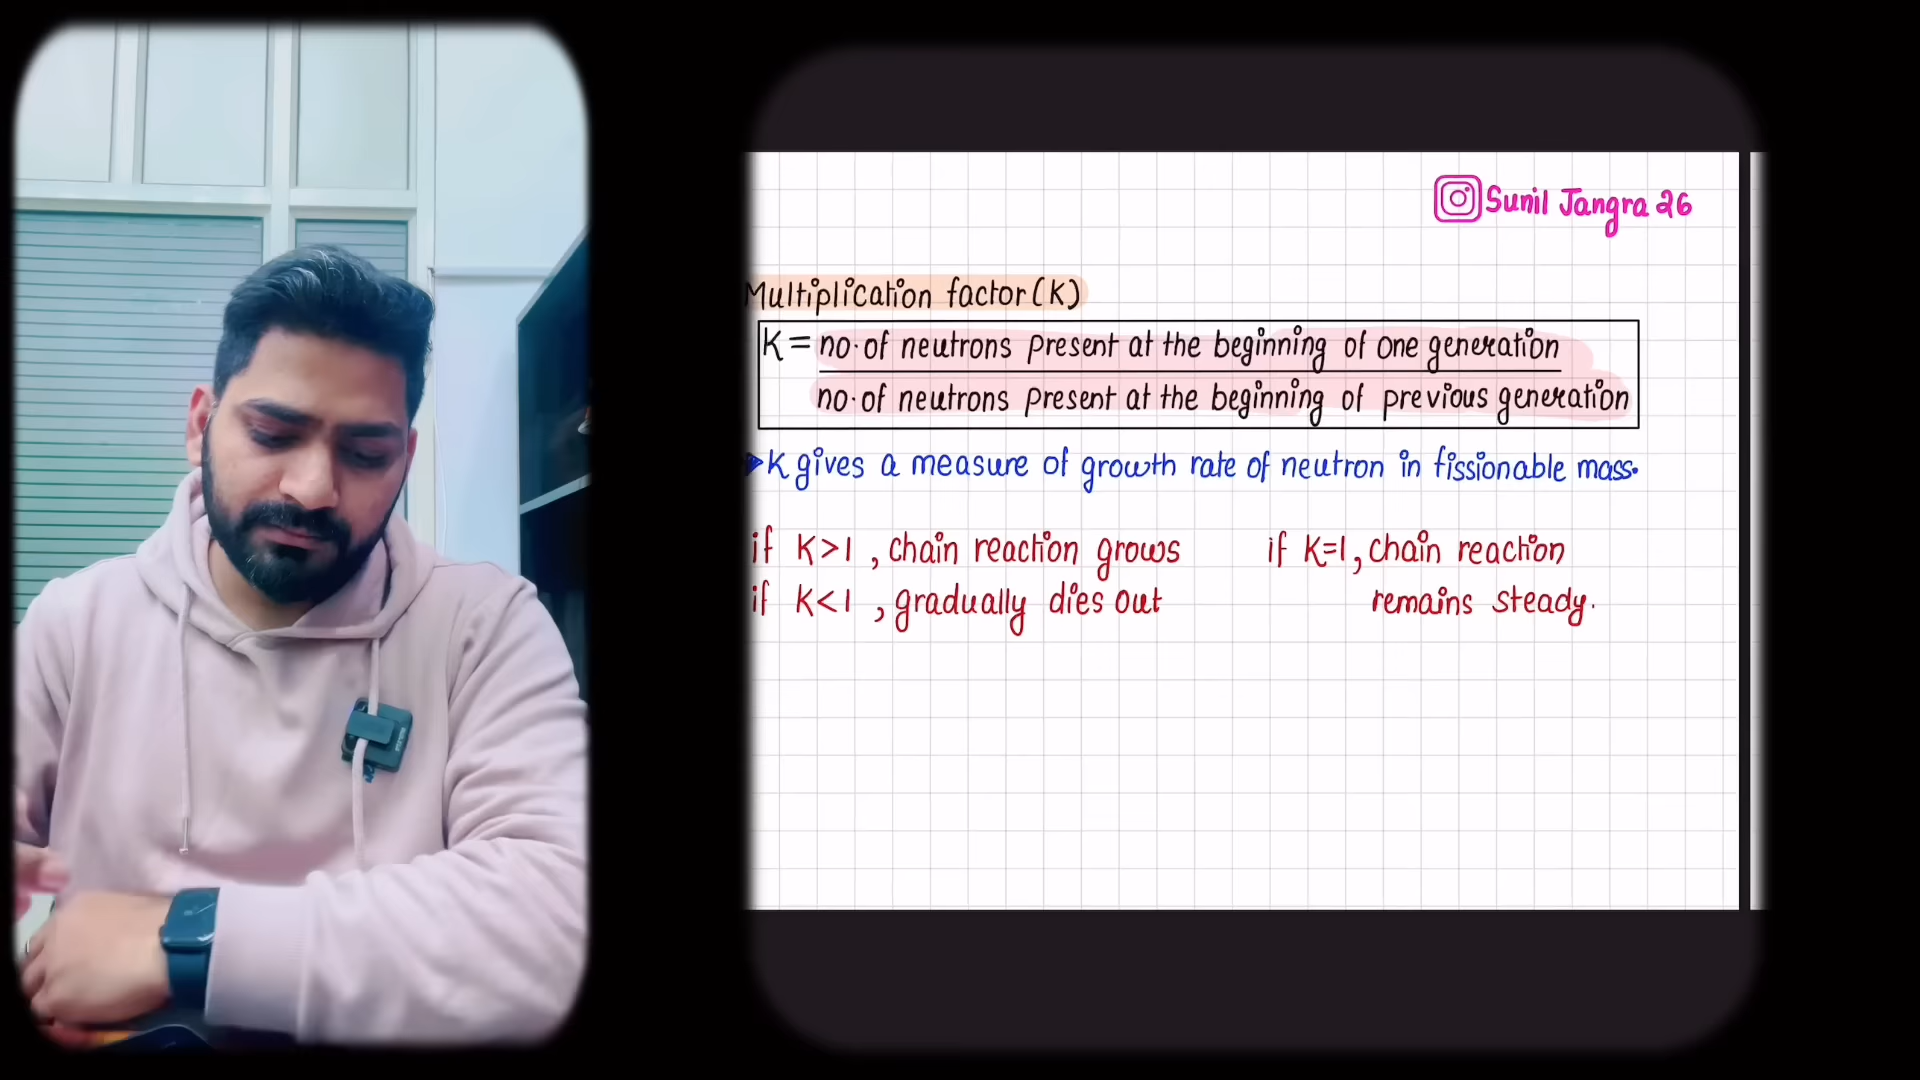 Sunil Jangra 26
Multiplication factor (K)
K = no. of neutrons present at the beginning of one generation
no. of neutrons present at the beginning of previous generation
K gives a measure of growth rate of neutron in fissionable mass.
if K>1 , chain reaction grows
if K<1 , gradually dies out
if K=1, chain reaction
remains steady.